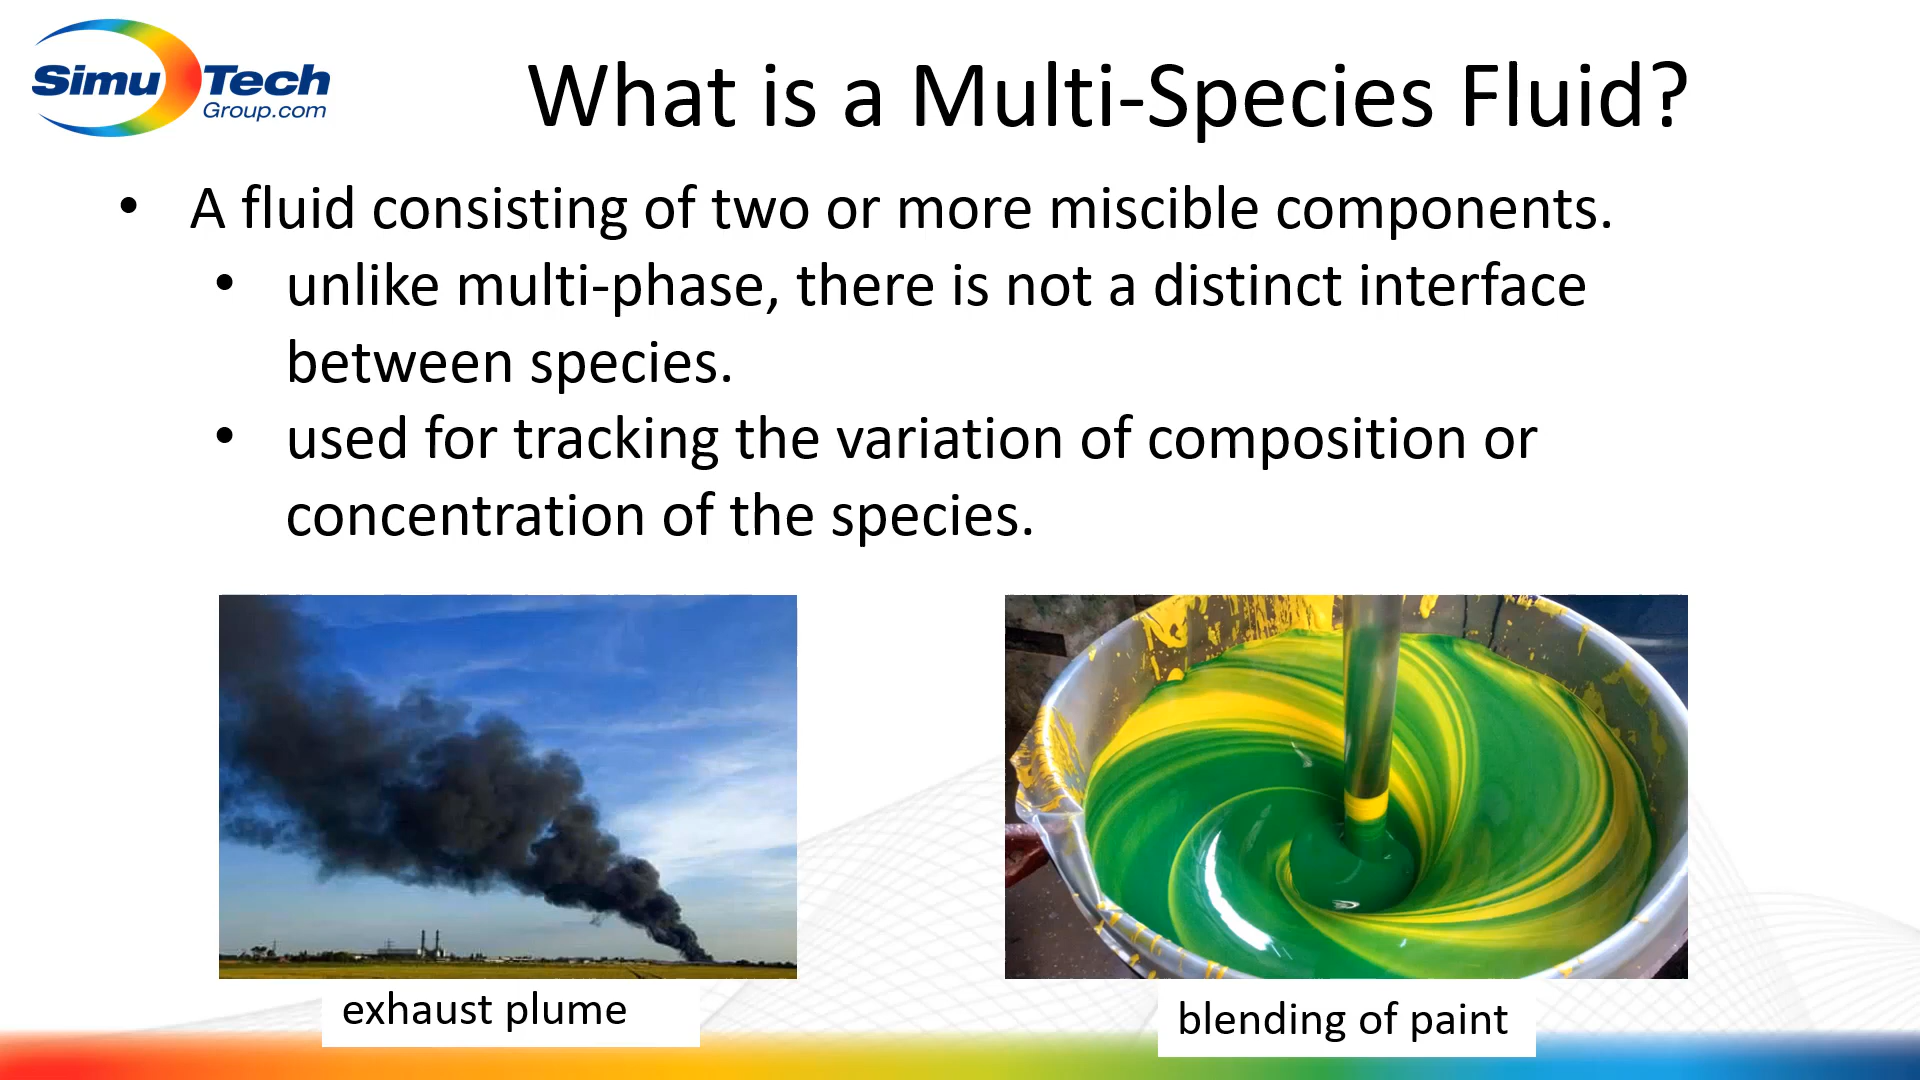 Simu Tech
Group.com
What is a Multi-Species Fluid?
• A fluid consisting of two or more miscible components.
• unlike multi-phase, there is not a distinct interface
between species.
• used for tracking the variation of composition or
concentration of the species.
exhaust plume
blending of paint